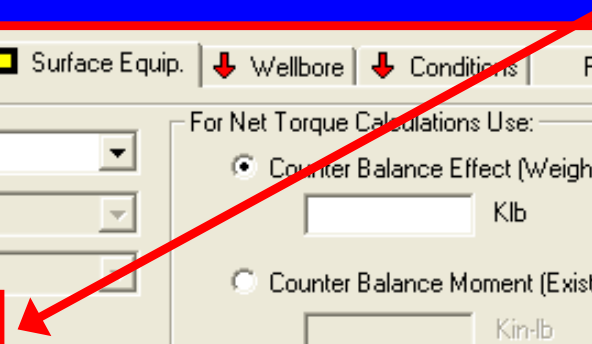 Surface Equip. Wellbore Conditions
For Net Torque Calculations Use:
Counter Balance Effect (Weigh
Klb
Counter Balance Moment (Exist
Kin-lb